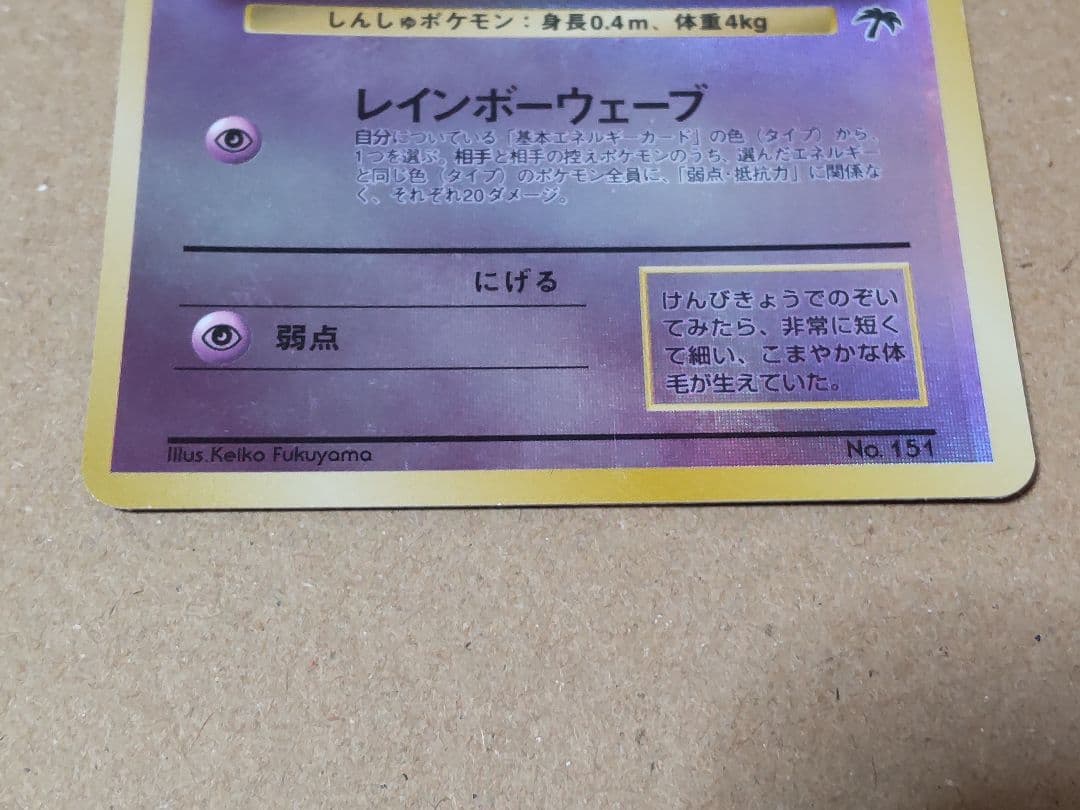 しんしゅポケモン：身長0.4m、体重4kg
レインボーウェーブ
自分についている「基本エネルギーカード」の色（タイプ）から、
1つを選ぶ。相手と相手の控えポケモンのうち、選んだエネルギー
と同じ色（タイプ）のポケモン全員に、「弱点・抵抗力」に関係な
く、それぞれ20ダメージ。
にげる
弱点
けんびきょうでのぞい
てみたら、非常に短く
て細い、こまやかな体
毛が生えていた。
Illus.Keiko Fukuyama
No. 151